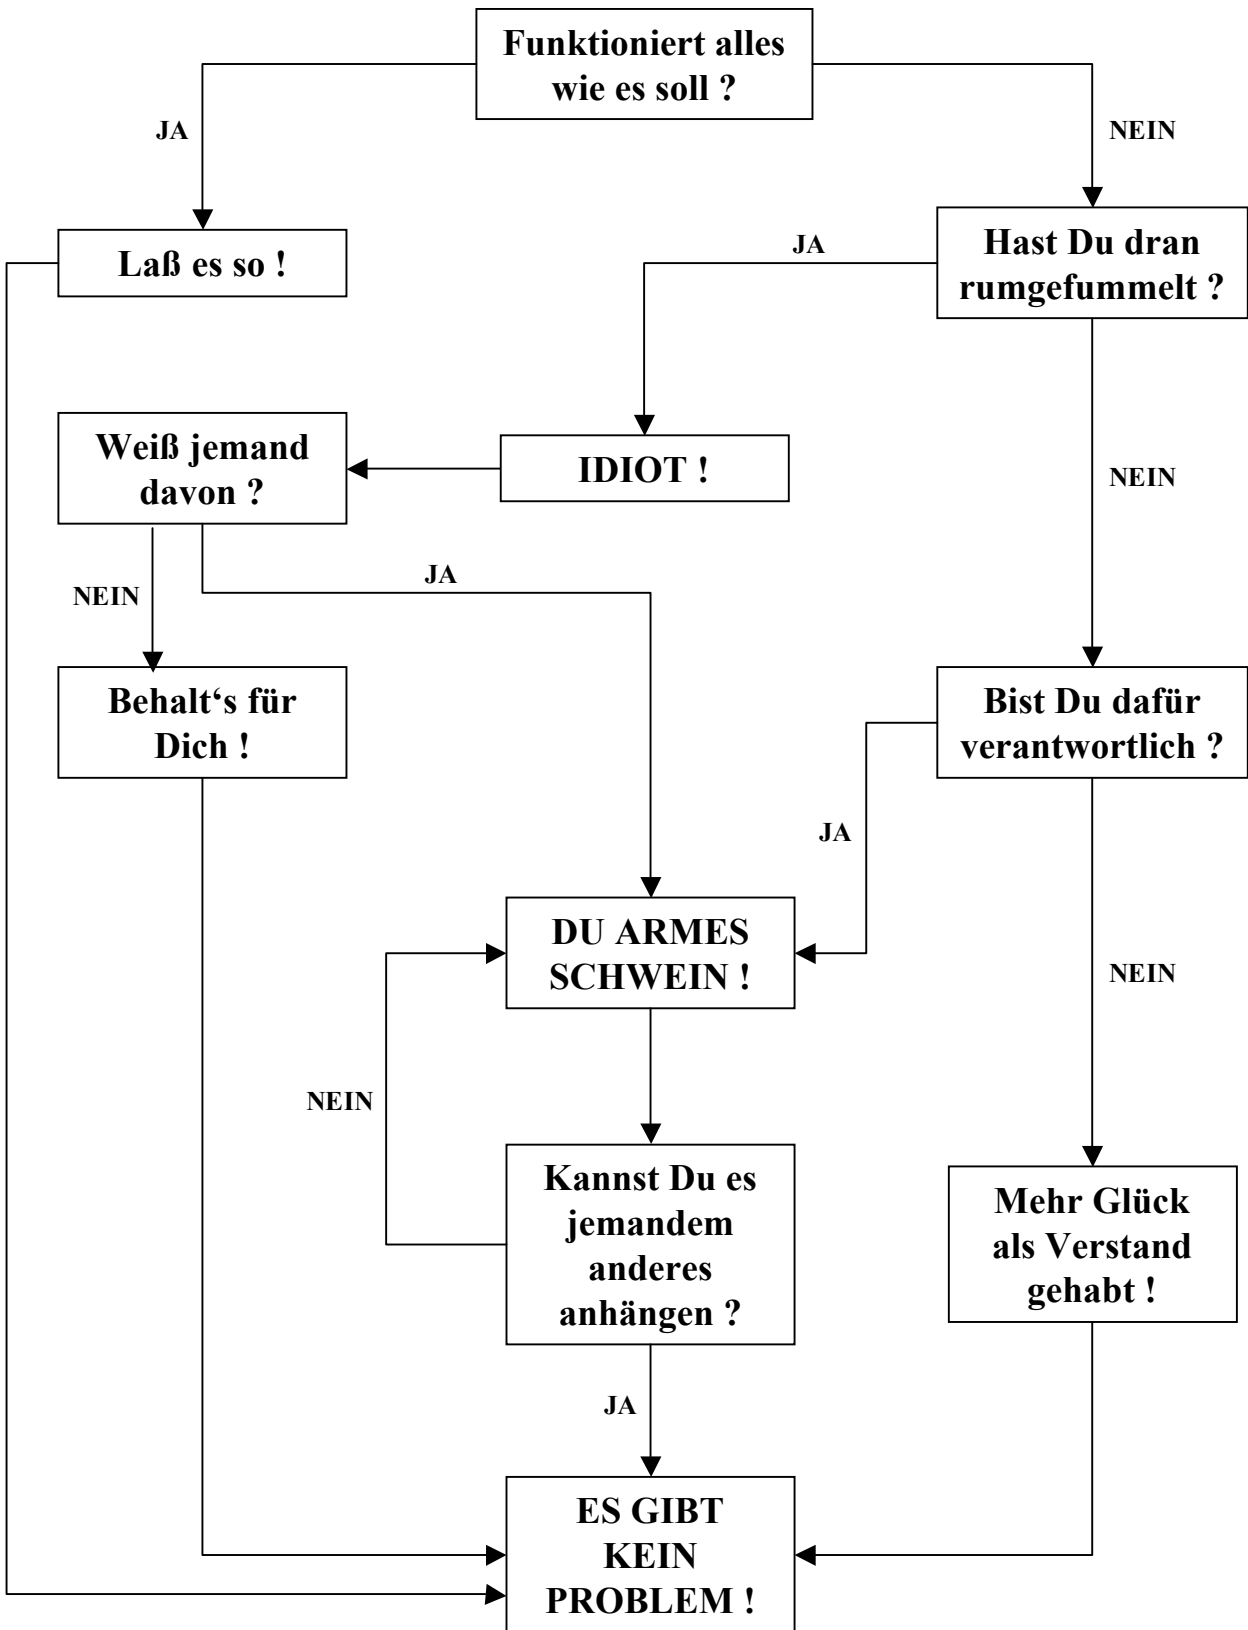 Funktioniert alles
wie es soll ?
JA
NEIN
Laß es so !
JA
Hast Du dran
rumgefummelt ?
Weiß jemand
davon ?
IDIOT !
NEIN
JA
NEIN
Behalt‘s für
Dich !
Bist Du dafür
verantwortlich ?
JA
DU ARMES
SCHWEIN !
NEIN
NEIN
Kannst Du es
jemandem
anderes
anhängen ?
Mehr Glück
als Verstand
gehabt !
JA
ES GIBT
KEIN
PROBLEM !